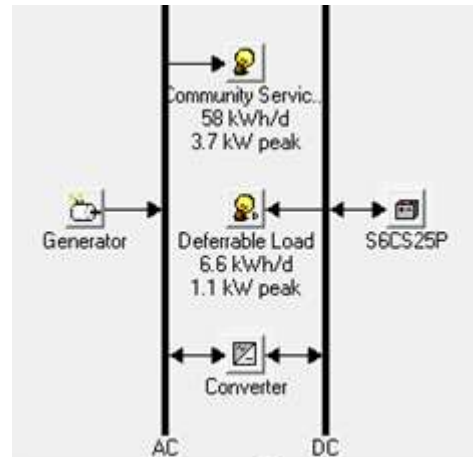 Community Servic..
58 kWh/d
3.7 kW peak
Generator
Deferrable Load
S6CS25P
6.6 kWh/d
1.1 kW peak
Converter
AC
DC